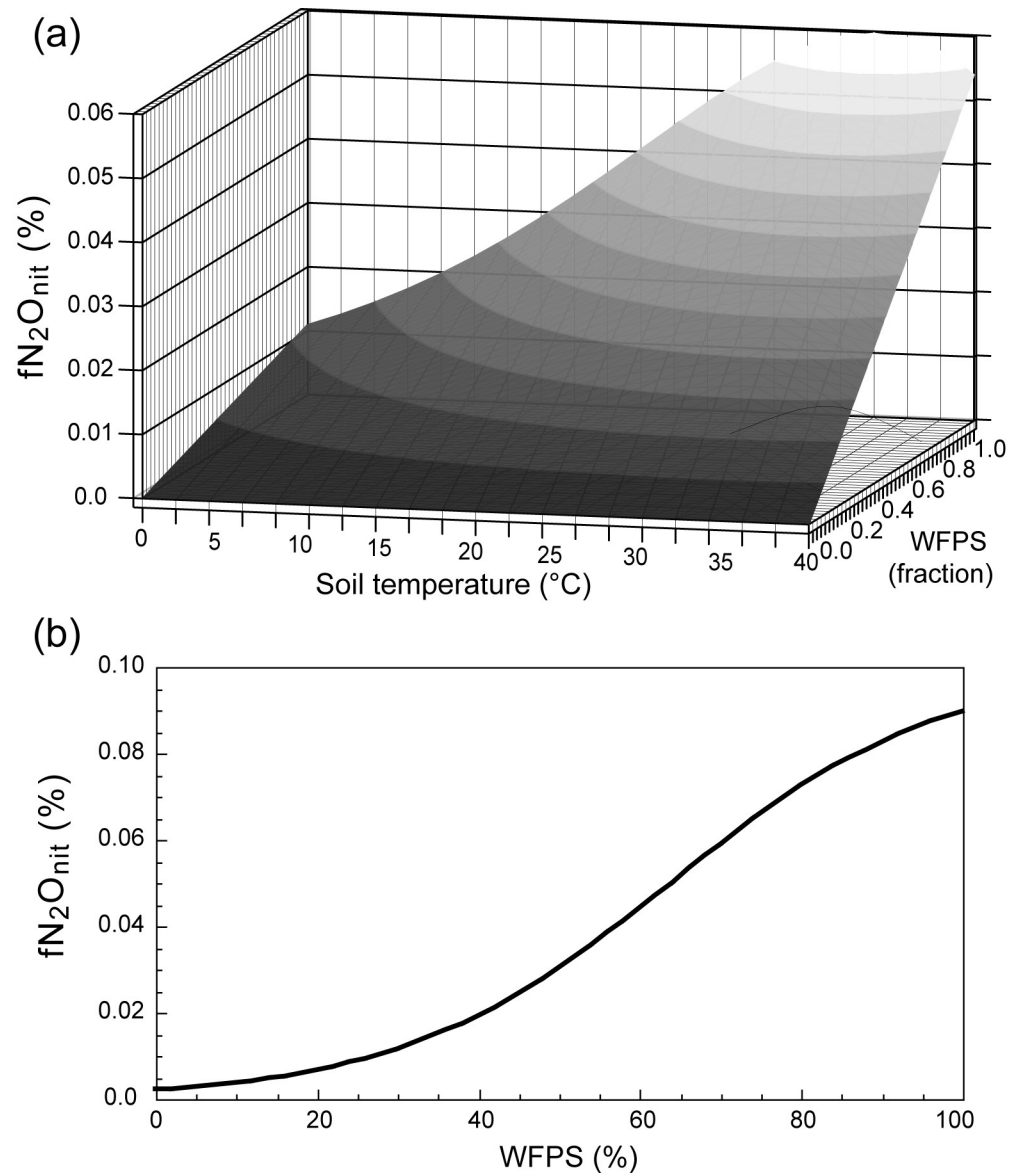 (a)
0.06
0.05
0.04
0.03
0.02
0.01
0.0
fN₂Onit (%)
0 5 10 15 20 25 30 35 40
Soil temperature (°C)
0.0 0.2 0.4 0.6 0.8 1.0
WFPS
(fraction)
(b)
0.10
0.08
0.06
0.04
0.02
0.0
fN₂Onit (%)
0 20 40 60 80 100
WFPS (%)